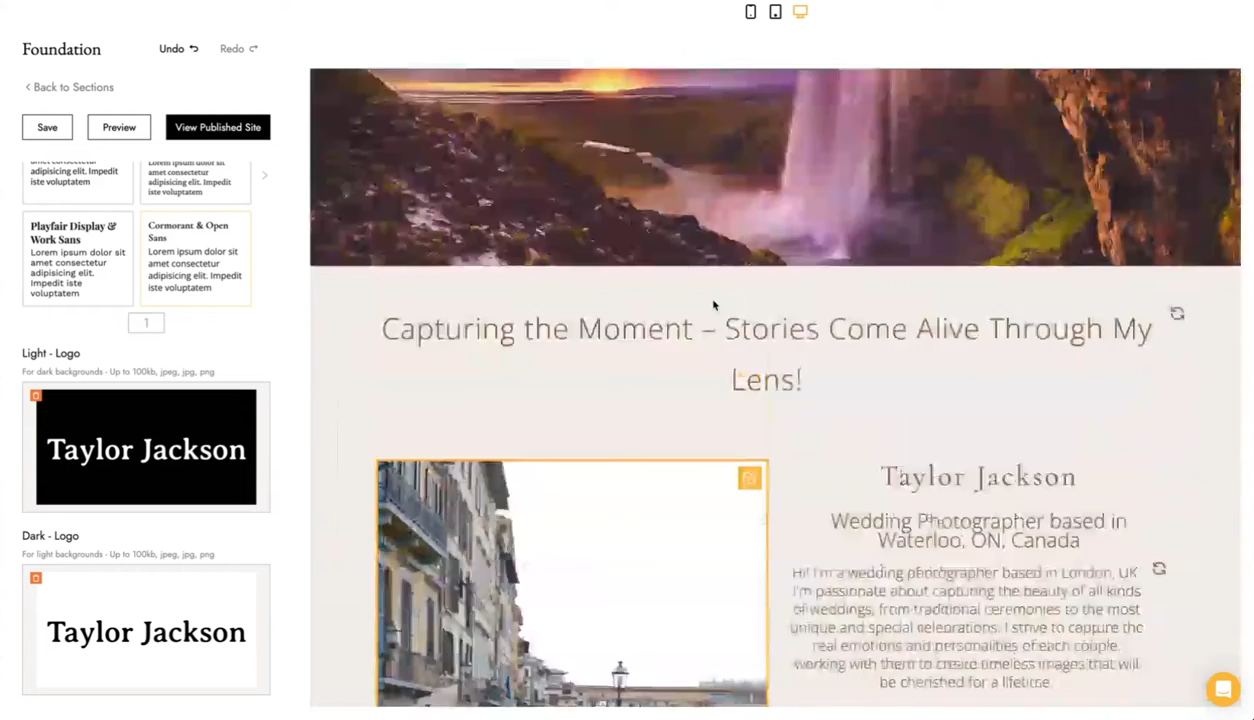 Foundation
Undo
Redo
Back to Sections
Save
Preview
View Published Site
amet consectetur
adipisicing elit. Impedit
iste voluptatem
Lorem ipsum dolor sit
amet consectetur
adipisicing elit. Impedit
iste voluptatem
Playfair Display &
Work Sans
Lorem ipsum dolor sit
amet consectetur
adipisicing elit.
Impedit iste
voluptatem
Cormorant & Open
Sans
Lorem ipsum dolor sit
amet consectetur
adipisicing elit. Impedit
iste voluptatem
1
Light - Logo
For dark backgrounds - Up to 100kb, jpeg, jpg, png
Taylor Jackson
Dark - Logo
For light backgrounds - Up to 100kb, jpeg, jpg, png
Taylor Jackson
Capturing the Moment – Stories Come Alive Through My
Lens!
Taylor Jackson
Wedding Photographer based in
Waterloo, ON, Canada
Hi! I'm a wedding photographer based in London, UK
I'm passionate about capturing the beauty of all kinds
of weddings, from traditional ceremonies to the most
unique and special celebrations. I strive to capture the
real emotions and personalities of each couple.
working with them to create timeless images that will
be cherished for a lifetime.